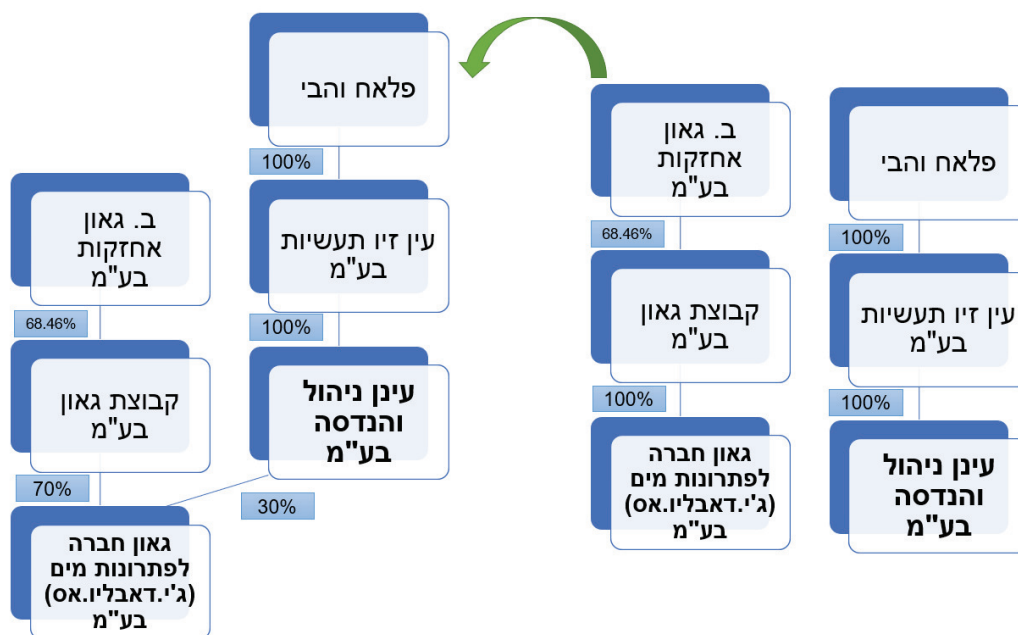 ב. גאון
אחזקות
בע"מ
68.46%
קבוצת גאון
בע"מ
100%
גאון חברה
לפתרונות מים
(ג'י.דאבליו.אס)
בע"מ
פלאח והבי
100%
עין זיו תעשיות
בע"מ
100%
עינן ניהול
והנדסה
בע"מ
פלאח והבי
100%
עין זיו תעשיות
בע"מ
100%
עינן ניהול
והנדסה
בע"מ
30%
ב. גאון
אחזקות
בע"מ
68.46%
קבוצת גאון
בע"מ
70%
גאון חברה
לפתרונות מים
(ג'י.דאבליו.אס)
בע"מ